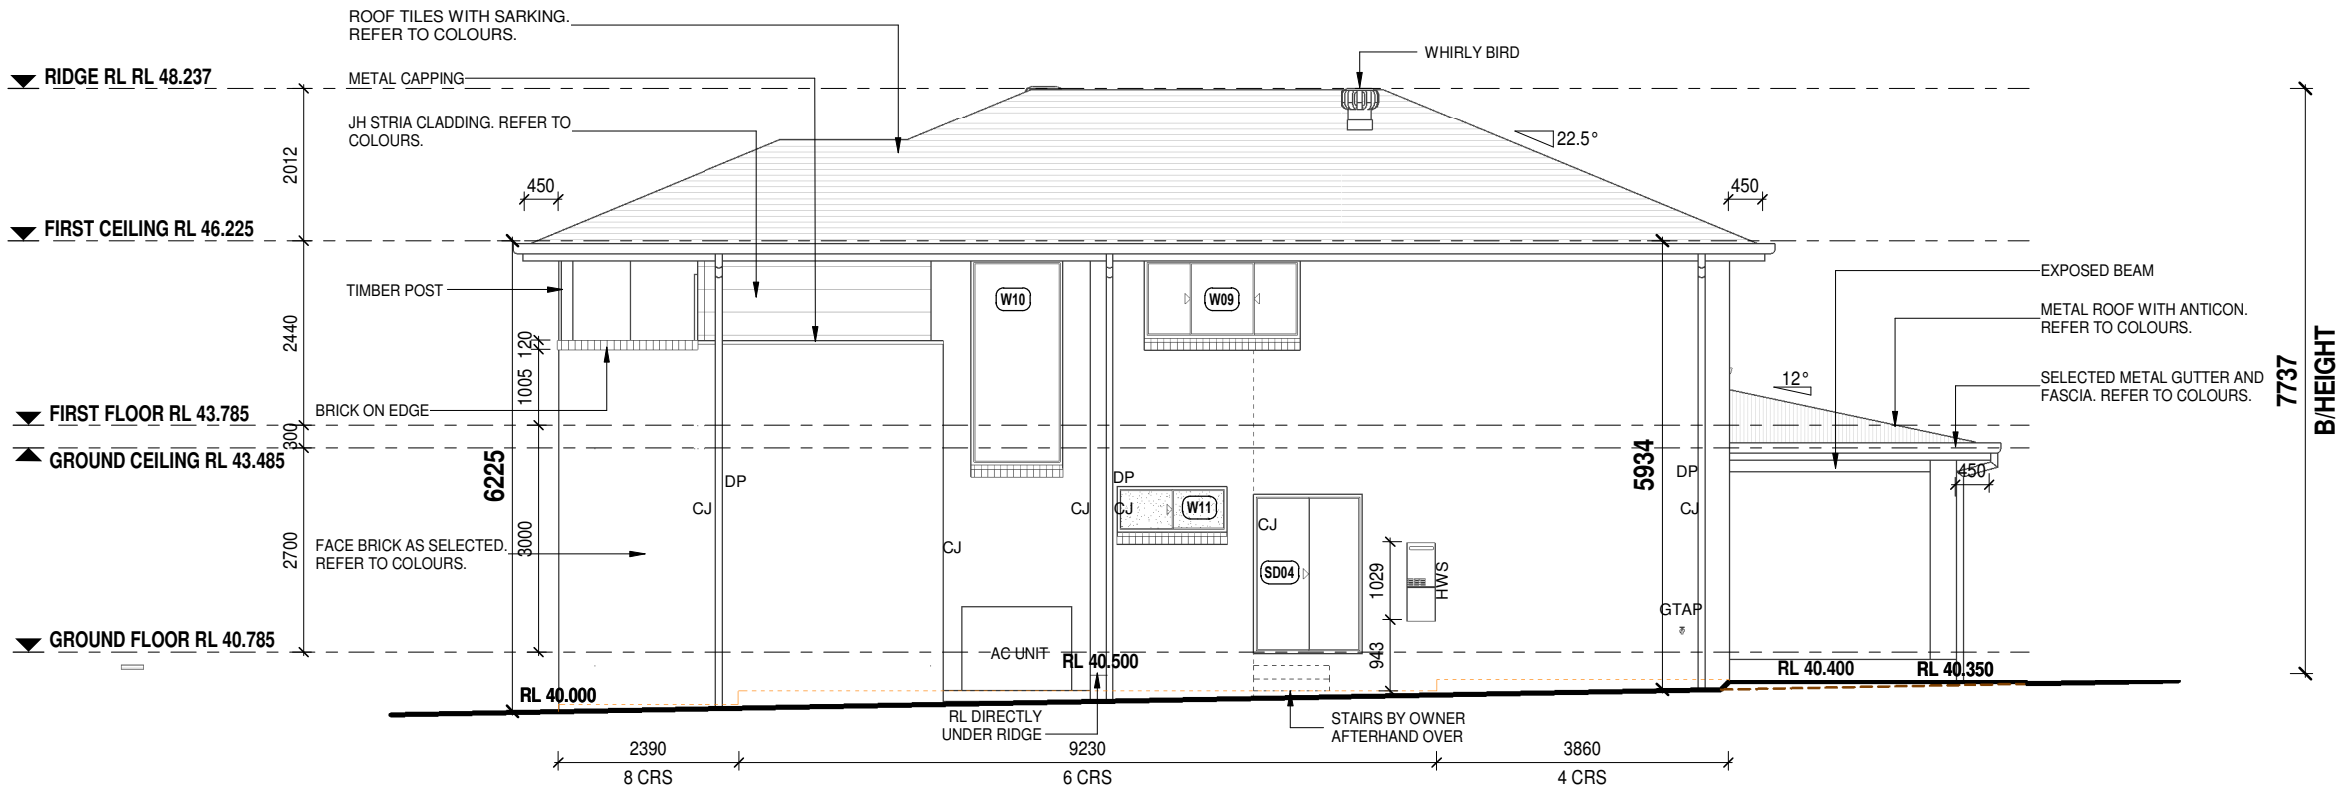 ROOF TILES WITH SARKING.
REFER TO COLOURS.
WHIRLY BIRD
RIDGE RL RL 48.237
METAL CAPPING
JH STRIA CLADDING. REFER TO
COLOURS.
22.5°
2012
450
450
FIRST CEILING RL 46.225
EXPOSED BEAM
TIMBER POST
W10
W09
METAL ROOF WITH ANTICON.
REFER TO COLOURS.
2440
120
1005
12°
SELECTED METAL GUTTER AND
FASCIA. REFER TO COLOURS.
7737
B/HEIGHT
BRICK ON EDGE
FIRST FLOOR RL 43.785
300
GROUND CEILING RL 43.485
6225
5934
450
DP
DP
DP
CJ
CJ
CJ
W11
CJ
CJ
CJ
2700
3000
FACE BRICK AS SELECTED.
REFER TO COLOURS.
SD04
1029
HWS
GTAP
GROUND FLOOR RL 40.785
AC UNIT
RL 40.500
943
RL 40.400
RL 40.350
RL 40.000
RL DIRECTLY
UNDER RIDGE
STAIRS BY OWNER
AFTERHAND OVER
2390
9230
3860
8 CRS
6 CRS
4 CRS